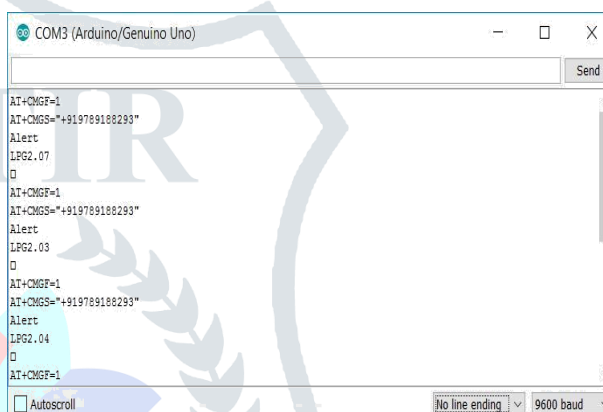 COM3 (Arduino/Genuino Uno)
Send
AT+CMGF=1
AT+CMGS="+919789188293"
Alert
LPG2.07
□
AT+CMGF=1
AT+CMGS="+919789188293"
Alert
LPG2.03
□
AT+CMGF=1
AT+CMGS="+919789188293"
Alert
LPG2.04
□
AT+CMGF=1
Autoscroll
No line ending
9600 baud
TIR